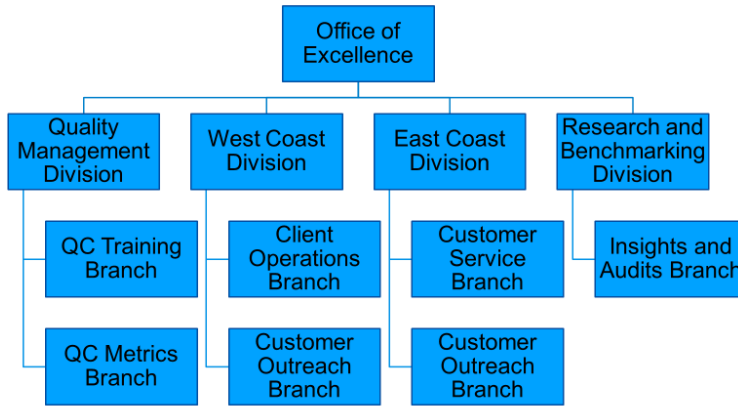 Office of
Excellence
Quality
Management
Division
West Coast
Division
East Coast
Division
Research and
Benchmarking
Division
QC Training
Branch
Client
Operations
Branch
Customer
Service
Branch
Insights and
Audits Branch
QC Metrics
Branch
Customer
Outreach
Branch
Customer
Outreach
Branch